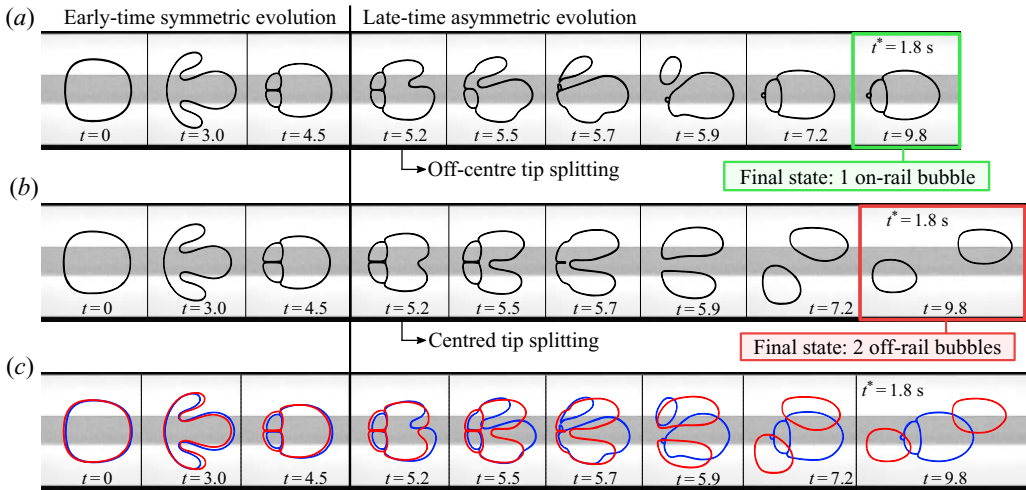 Early-time symmetric evolution
Late-time asymmetric evolution
(a)
t* = 1.8 s
t=0
t=3.0
t=4.5
t=5.2
t=5.5
t=5.7
t=5.9
t=7.2
t=9.8
Off-centre tip splitting
Final state: 1 on-rail bubble
(b)
t* = 1.8 s
t=0
t=3.0
t=4.5
t=5.2
t=5.5
t=5.7
t=5.9
t=7.2
t=9.8
Centred tip splitting
Final state: 2 off-rail bubbles
(c)
t* = 1.8 s
t=0
t=3.0
t=4.5
t=5.2
t=5.5
t=5.7
t=5.9
t=7.2
t=9.8